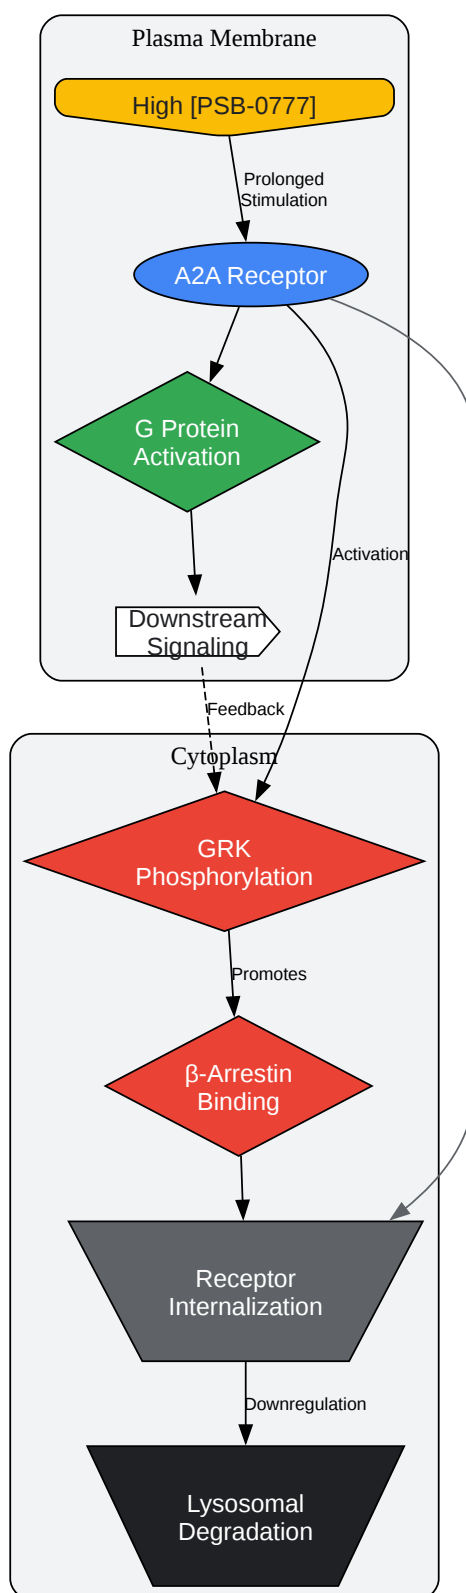 Plasma Membrane
High [PSB-0777]
Prolonged
Stimulation
A2A Receptor
G Protein
Activation
Activation
Downstream
Signaling
Feedback
Cytoplasm
GRK
Phosphorylation
Promotes
β-Arrestin
Binding
Receptor
Internalization
Downregulation
Lysosomal
Degradation